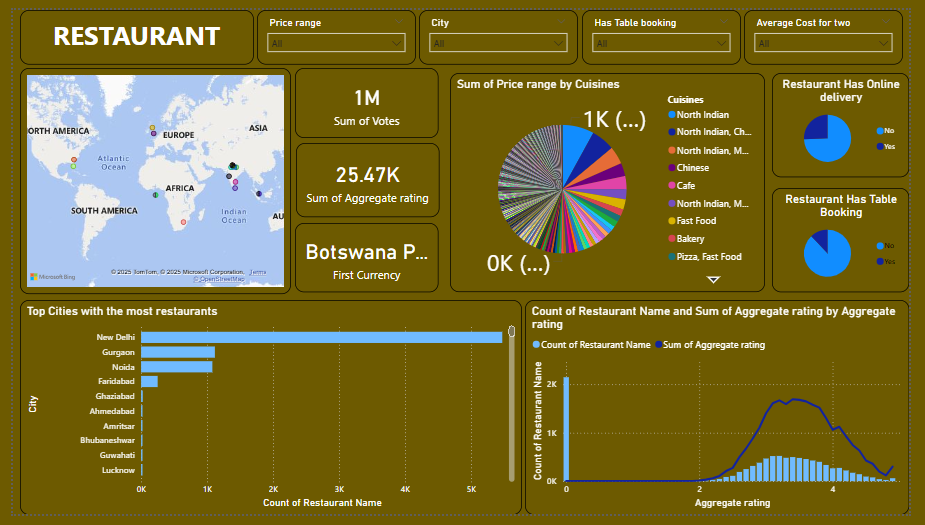 RESTAURANT
Price range
All
City
All
Has Table booking
All
Average Cost for two
All
ORTH AMERICA
EUROPE
ASIA
Atlantic
Ocean
AFRICA
SOUTH AMERICA
Indian
Ocean
AU
Microsoft Bing
© 2025 TomTom, © 2025 Microsoft Corporation, Terms
© OpenStreetMap
1M
Sum of Votes
25.47K
Sum of Aggregate rating
Botswana P...
First Currency
Sum of Price range by Cuisines
1K (...)
0K (...)
Cuisines
North Indian
North Indian, Ch...
North Indian, M...
Chinese
Cafe
North Indian, M...
Fast Food
Bakery
Pizza, Fast Food
Restaurant Has Online
delivery
No
Yes
Restaurant Has Table
Booking
No
Yes
Top Cities with the most restaurants
City
New Delhi
Gurgaon
Noida
Faridabad
Ghaziabad
Ahmedabad
Amritsar
Bhubaneshwar
Guwahati
Lucknow
0K 1K 2K 3K 4K 5K
Count of Restaurant Name
Count of Restaurant Name and Sum of Aggregate rating by Aggregate
rating
Count of Restaurant Name Sum of Aggregate rating
Count of Restaurant Name
2K
1K
0K
0 2 4
Aggregate rating